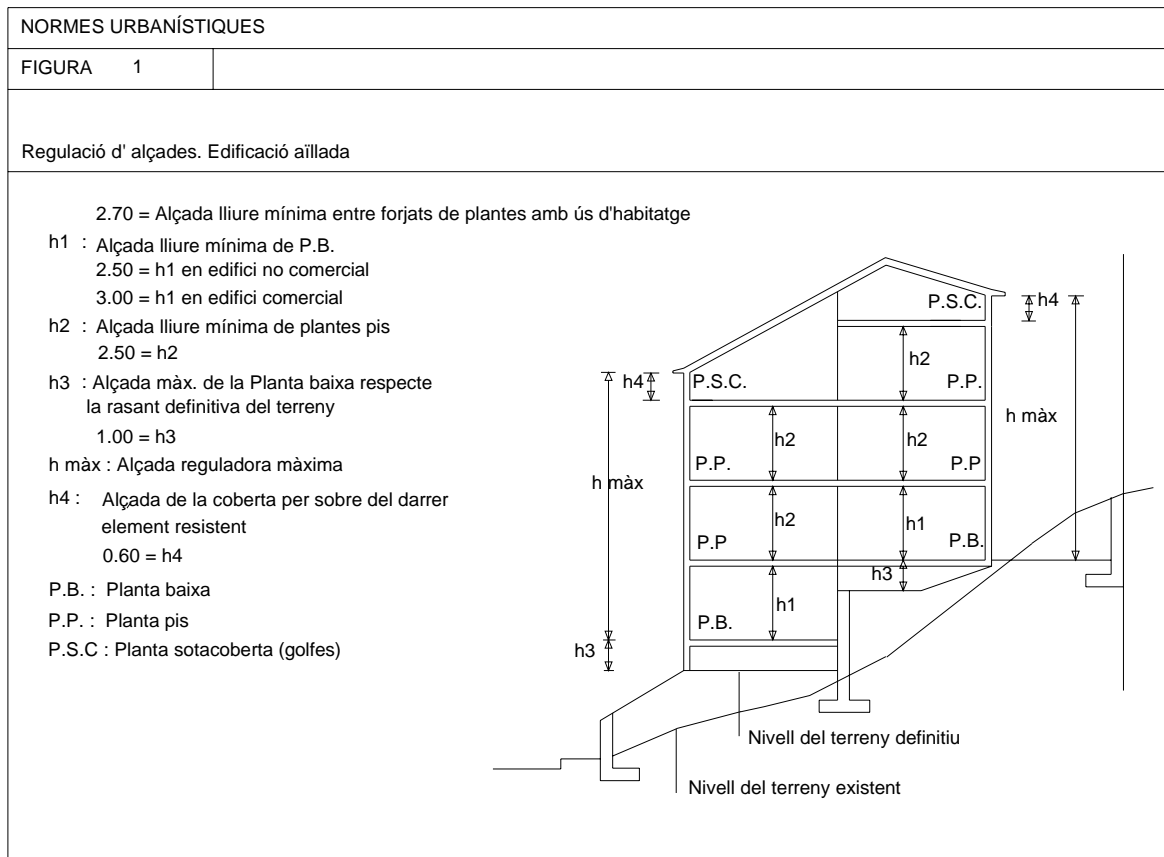 NORMES URBANÍSTIQUES
FIGURA 1
Regulació d' alçades. Edificació aïllada
2.70 = Alçada lliure mínima entre forjats de plantes amb ús d'habitatge
h1 : Alçada lliure mínima de P.B.
2.50 = h1 en edifici no comercial
3.00 = h1 en edifici comercial
h2 : Alçada lliure mínima de plantes pis
2.50 = h2
h3 : Alçada màx. de la Planta baixa respecte
la rasant definitiva del terreny
1.00 = h3
h màx : Alçada reguladora màxima
h4 : Alçada de la coberta per sobre del darrer
element resistent
0.60 = h4
P.B. : Planta baixa
P.P. : Planta pis
P.S.C : Planta sotacoberta (golfes)
P.S.C. h4
h2
P.P.
h4 P.S.C.
h màx
h2 h2
P.P. P.P
h màx
h2 h1
P.P P.B.
h3
h1
P.B.
h3
Nivell del terreny definitiu
Nivell del terreny existent